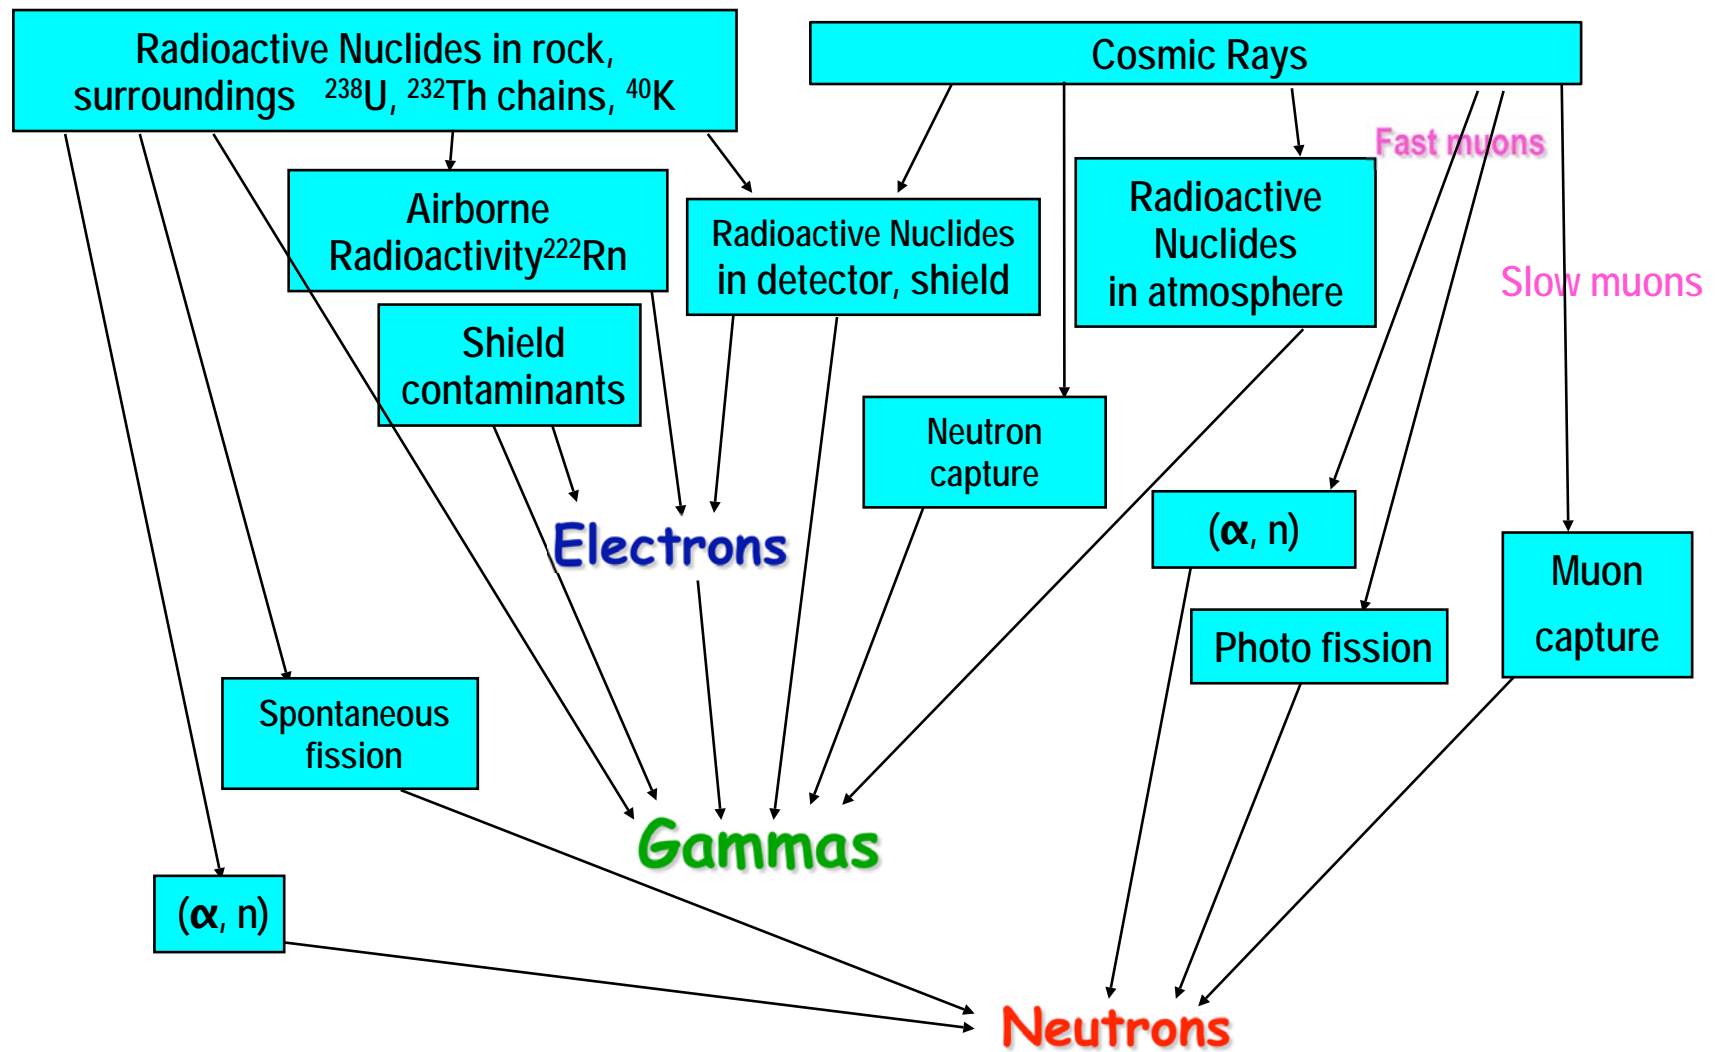 Radioactive Nuclides in rock,
surroundings ²³⁸U, ²³²Th chains, ⁴⁰K
Cosmic Rays
Fast muons
Airborne
Radioactivity²²²Rn
Radioactive Nuclides
in detector, shield
Radioactive
Nuclides
in atmosphere
Slow muons
Shield
contaminants
Neutron
capture
Electrons
(α, n)
Muon
capture
Photo fission
Spontaneous
fission
Gammas
(α, n)
Neutrons